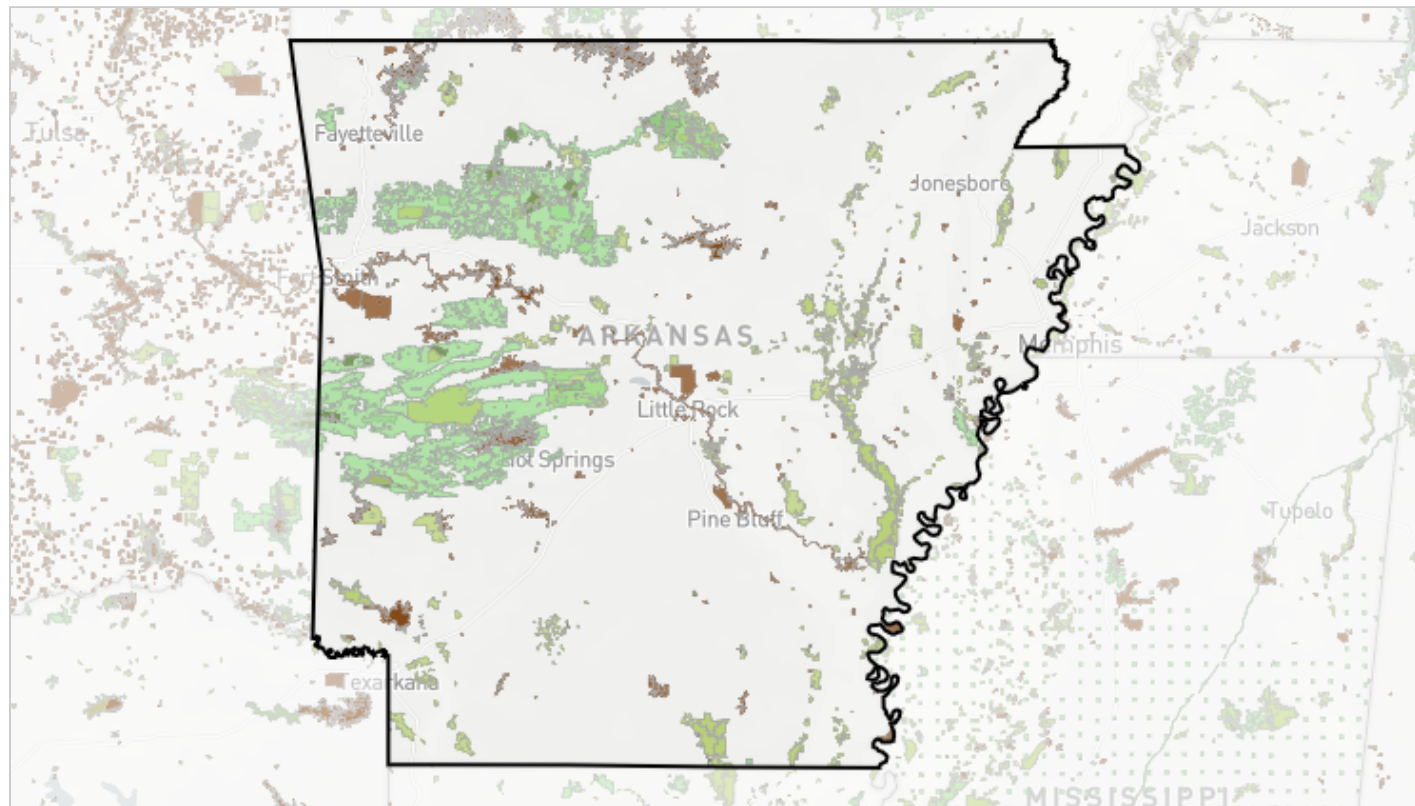 Tulsa
Fayetteville
Jonesboro
Jackson
Fort Smith
ARKANSAS
Memphis
Little Rock
Hot Springs
Pine Bluff
Tupelo
Texarkana
MISSISSIPPI